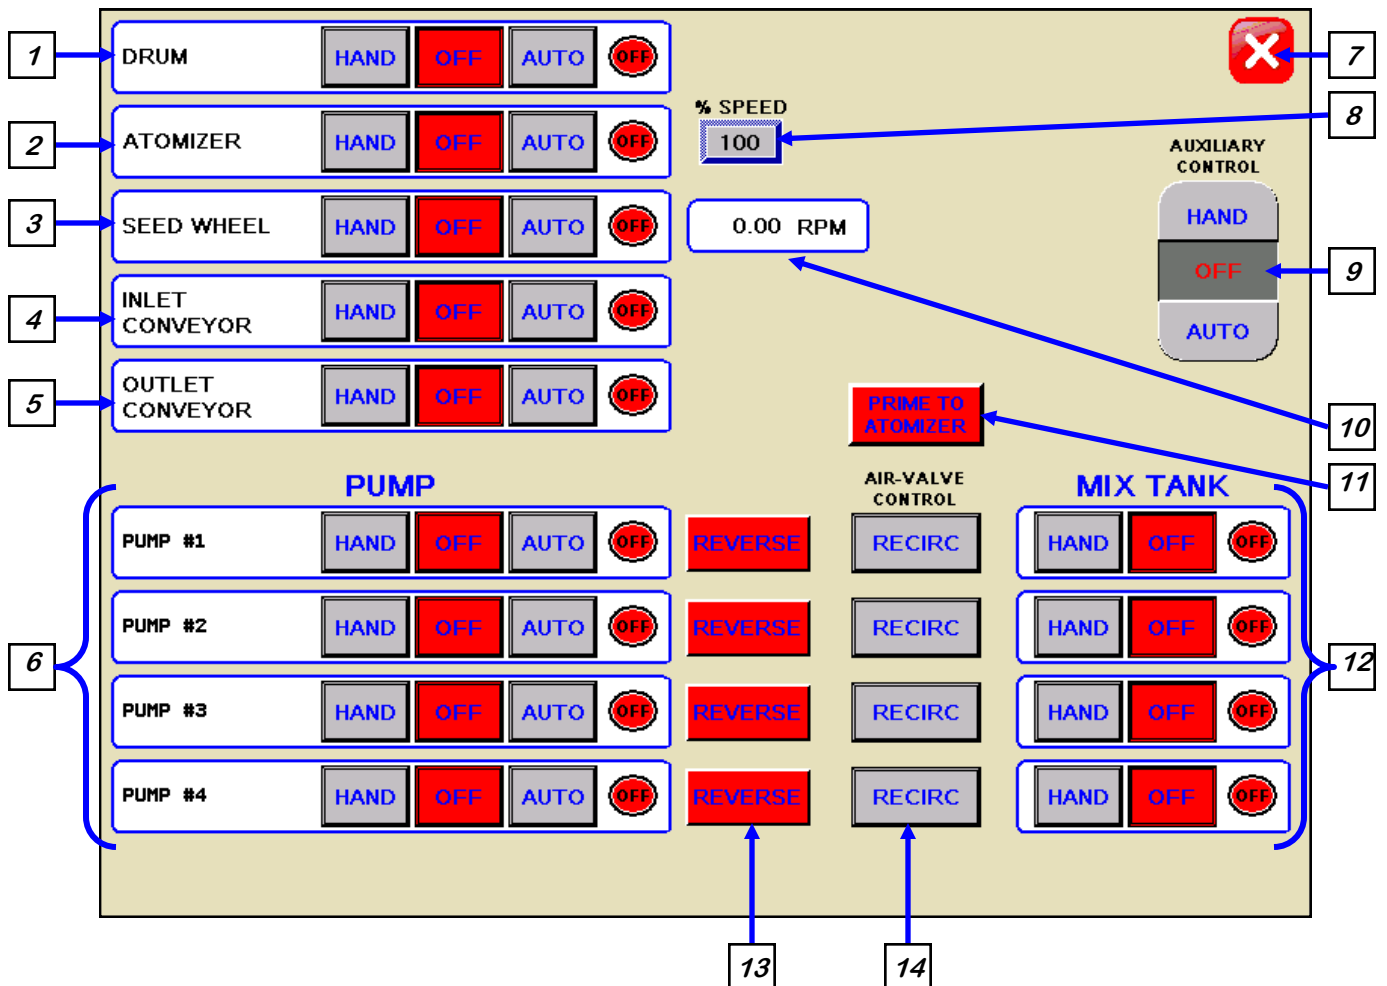 1
DRUM HAND OFF AUTO OFF
7
% SPEED
8
2
ATOMIZER HAND OFF AUTO OFF
100
AUXILIARY
CONTROL
3
SEED WHEEL HAND OFF AUTO OFF
0.00 RPM
HAND
OFF
AUTO
9
4
INLET
CONVEYOR
HAND OFF AUTO OFF
5
OUTLET
CONVEYOR
HAND OFF AUTO OFF
PRIME TO
ATOMIZER
10
11
PUMP
AIR-VALVE
CONTROL
MIX TANK
PUMP #1 HAND OFF AUTO OFF REVERSE RECIRC HAND OFF OFF
PUMP #2 HAND OFF AUTO OFF REVERSE RECIRC HAND OFF OFF
6
12
PUMP #3 HAND OFF AUTO OFF REVERSE RECIRC HAND OFF OFF
PUMP #4 HAND OFF AUTO OFF REVERSE RECIRC HAND OFF OFF
13
14